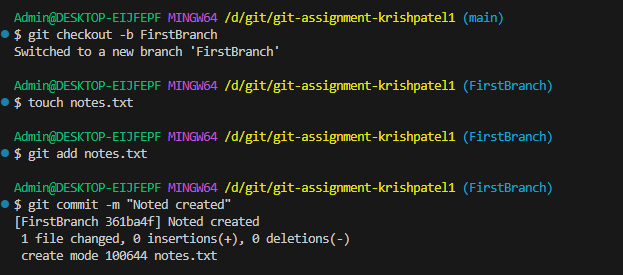 Admin@DESKTOP-EIJFEPF MINGW64 /d/git/git-assignment-krishpatel1 (main)
$ git checkout -b FirstBranch
Switched to a new branch 'FirstBranch'
Admin@DESKTOP-EIJFEPF MINGW64 /d/git/git-assignment-krishpatel1 (FirstBranch)
$ touch notes.txt
Admin@DESKTOP-EIJFEPF MINGW64 /d/git/git-assignment-krishpatel1 (FirstBranch)
$ git add notes.txt
Admin@DESKTOP-EIJFEPF MINGW64 /d/git/git-assignment-krishpatel1 (FirstBranch)
$ git commit -m "Noted created"
[FirstBranch 361ba4f] Noted created
 1 file changed, 0 insertions(+), 0 deletions(-)
 create mode 100644 notes.txt